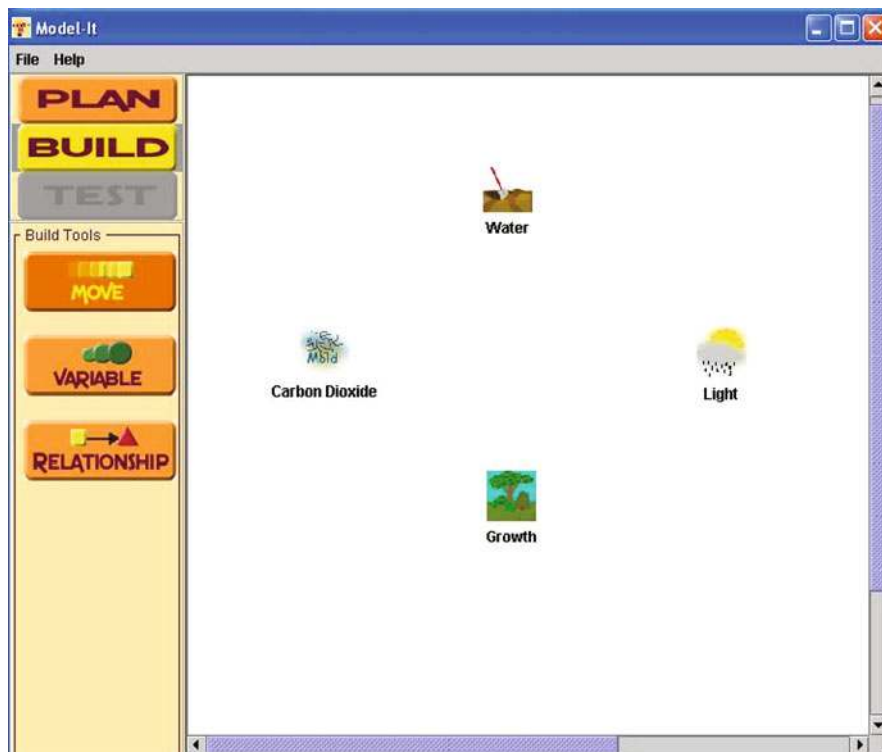 Model-It
File Help
PLAN
BUILD
TEST
Build Tools
MOVE
VARIABLE
RELATIONSHIP
Water
Carbon Dioxide
Light
Growth